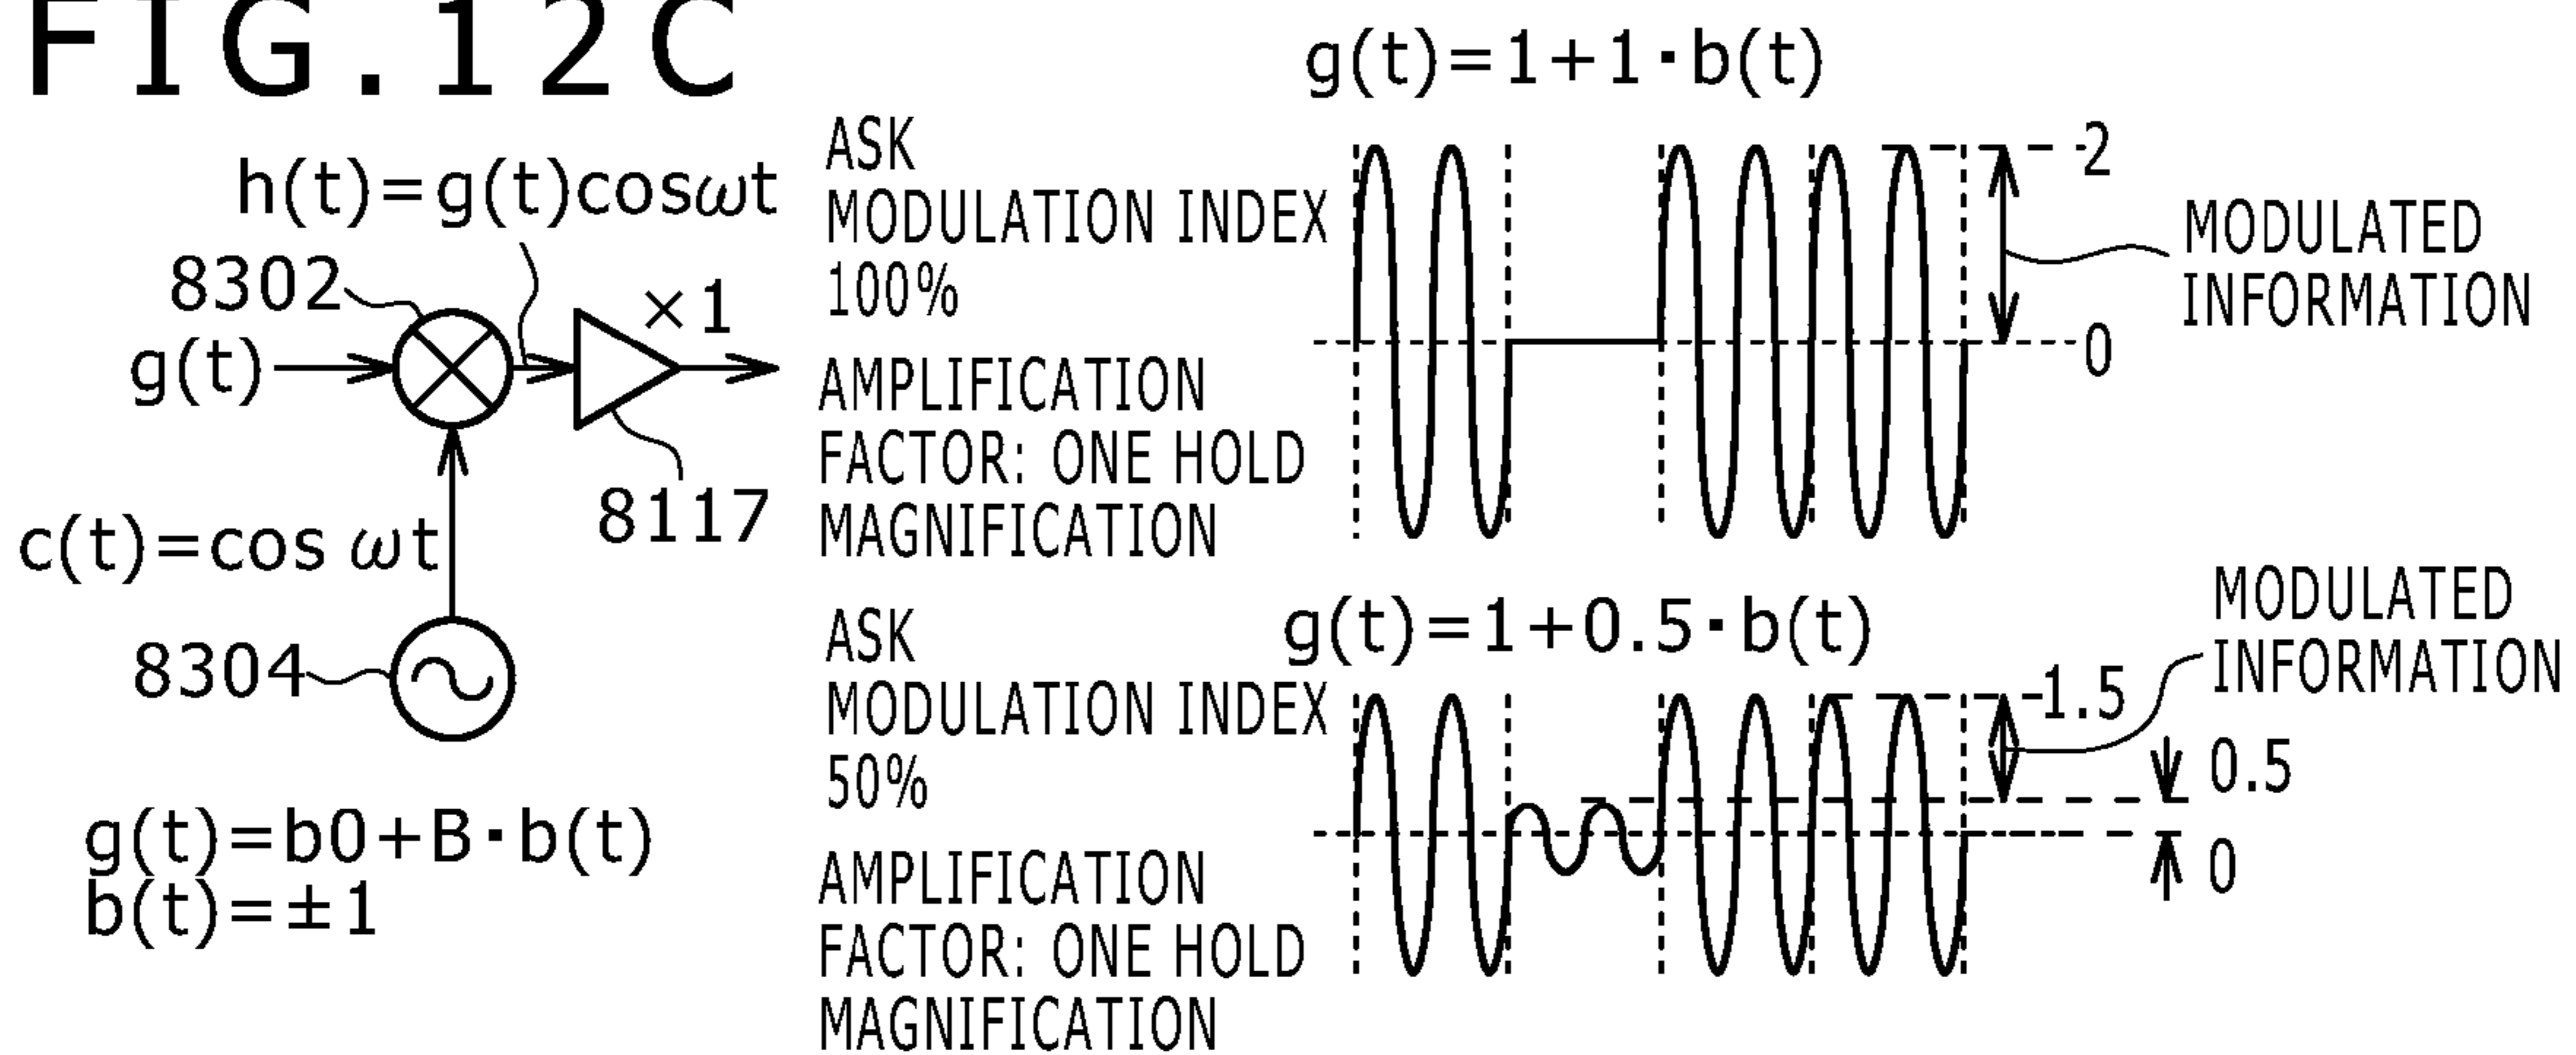 FIG.12C
h(t)=g(t)cosωt
8302
×1
g(t)
8117
c(t)=cos ωt
8304
g(t)=b0+B·b(t)
b(t)=±1
ASK
MODULATION INDEX
100%
AMPLIFICATION
FACTOR: ONE HOLD
MAGNIFICATION
g(t)=1+1·b(t)
2
0
MODULATED
INFORMATION
ASK
MODULATION INDEX
50%
AMPLIFICATION
FACTOR: ONE HOLD
MAGNIFICATION
g(t)=1+0.5·b(t)
MODULATED
INFORMATION
1.5
0.5
0